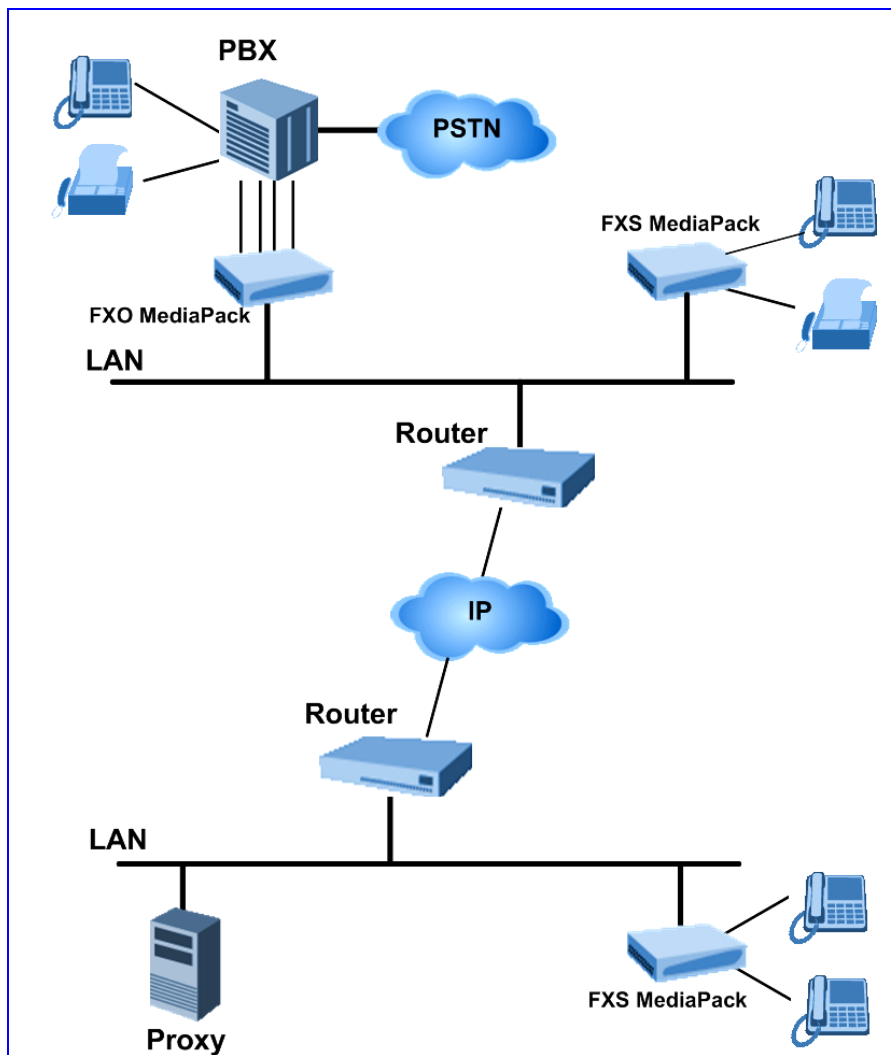 PBX
PSTN
FXS MediaPack
FXO MediaPack
LAN
Router
IP
Router
LAN
FXS MediaPack
Proxy